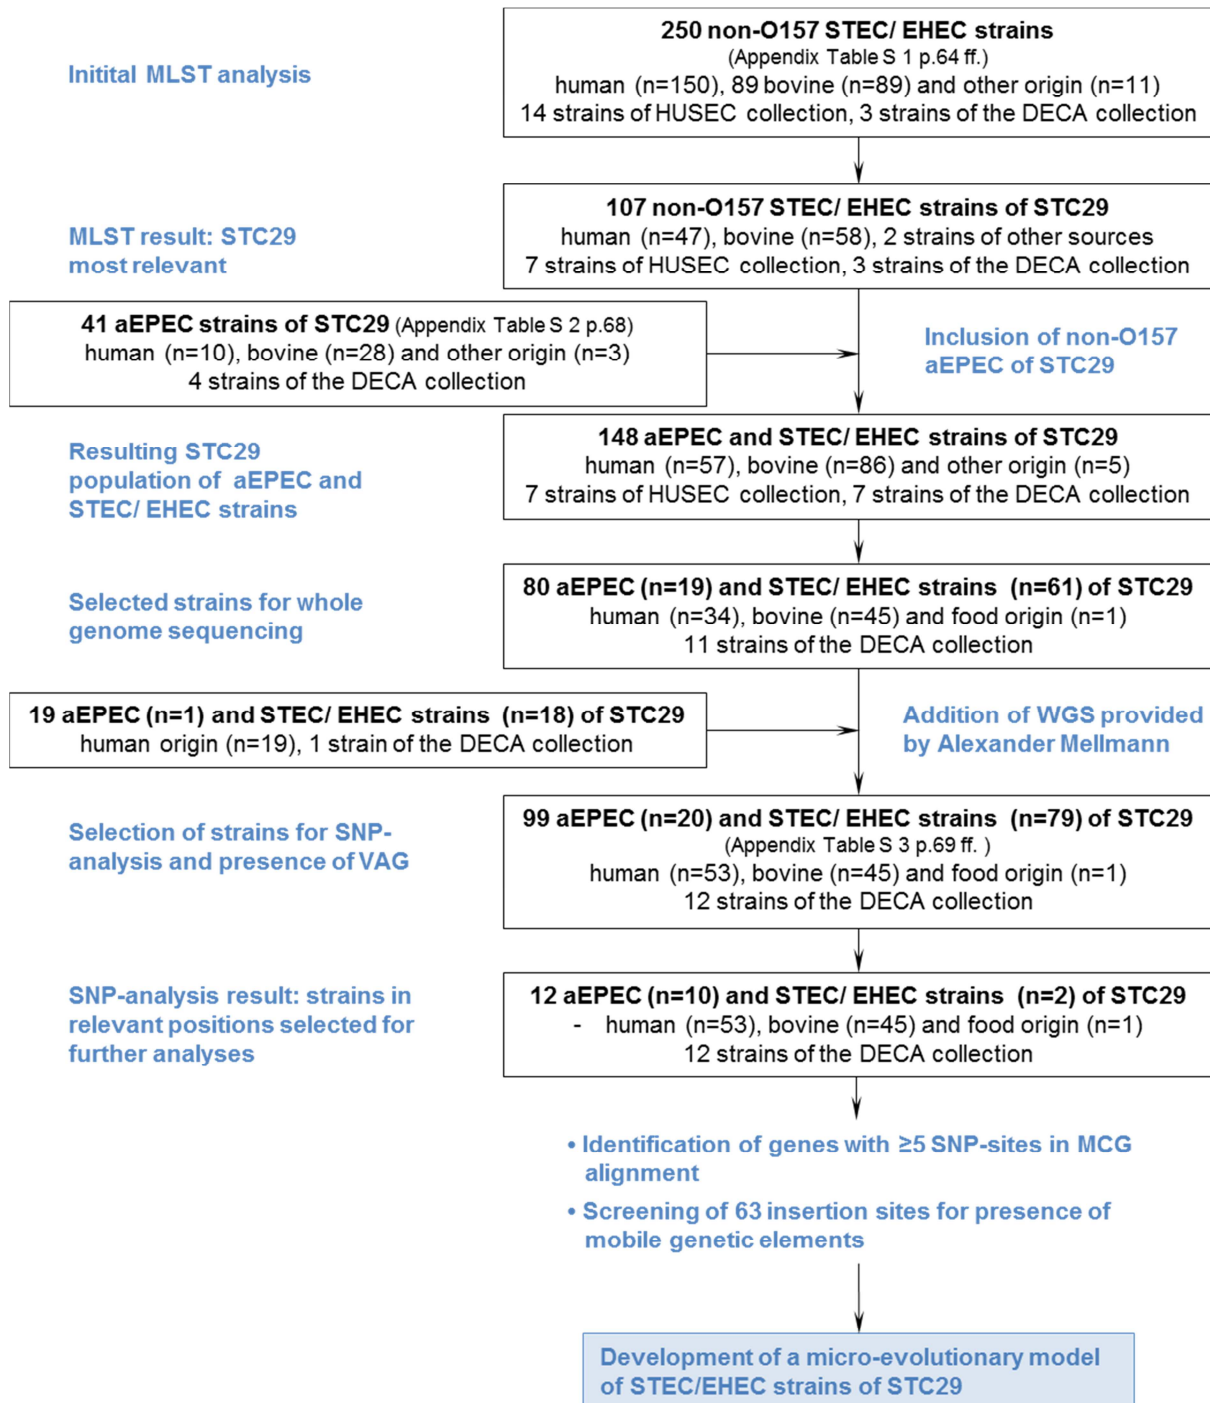 250 non-O157 STEC/ EHEC strains
(Appendix Table S 1 p.64 ff.)
Initital MLST analysis
human (n=150), 89 bovine (n=89) and other origin (n=11)
14 strains of HUSEC collection, 3 strains of the DECA collection
107 non-O157 STEC/ EHEC strains of STC29
MLST result: STC29
most relevant
human (n=47), bovine (n=58), 2 strains of other sources
7 strains of HUSEC collection, 3 strains of the DECA collection
41 aEPEC strains of STC29 (Appendix Table S 2 p.68)
human (n=10), bovine (n=28) and other origin (n=3)
4 strains of the DECA collection
Inclusion of non-O157
aEPEC of STC29
148 aEPEC and STEC/ EHEC strains of STC29
human (n=57), bovine (n=86) and other origin (n=5)
7 strains of HUSEC collection, 7 strains of the DECA collection
Resulting STC29
population of aEPEC and
STEC/ EHEC strains
80 aEPEC (n=19) and STEC/ EHEC strains (n=61) of STC29
human (n=34), bovine (n=45) and food origin (n=1)
11 strains of the DECA collection
Selected strains for whole
genome sequencing
19 aEPEC (n=1) and STEC/ EHEC strains (n=18) of STC29
human origin (n=19), 1 strain of the DECA collection
Addition of WGS provided
by Alexander Mellmann
99 aEPEC (n=20) and STEC/ EHEC strains (n=79) of STC29
(Appendix Table S 3 p.69 ff. )
human (n=53), bovine (n=45) and food origin (n=1)
12 strains of the DECA collection
Selection of strains for SNP-
analysis and presence of VAG
12 aEPEC (n=10) and STEC/ EHEC strains (n=2) of STC29
- human (n=53), bovine (n=45) and food origin (n=1)
12 strains of the DECA collection
SNP-analysis result: strains in
relevant positions selected for
further analyses
• Identification of genes with ≥5 SNP-sites in MCG
alignment
• Screening of 63 insertion sites for presence of
mobile genetic elements
Development of a micro-evolutionary model
of STEC/EHEC strains of STC29